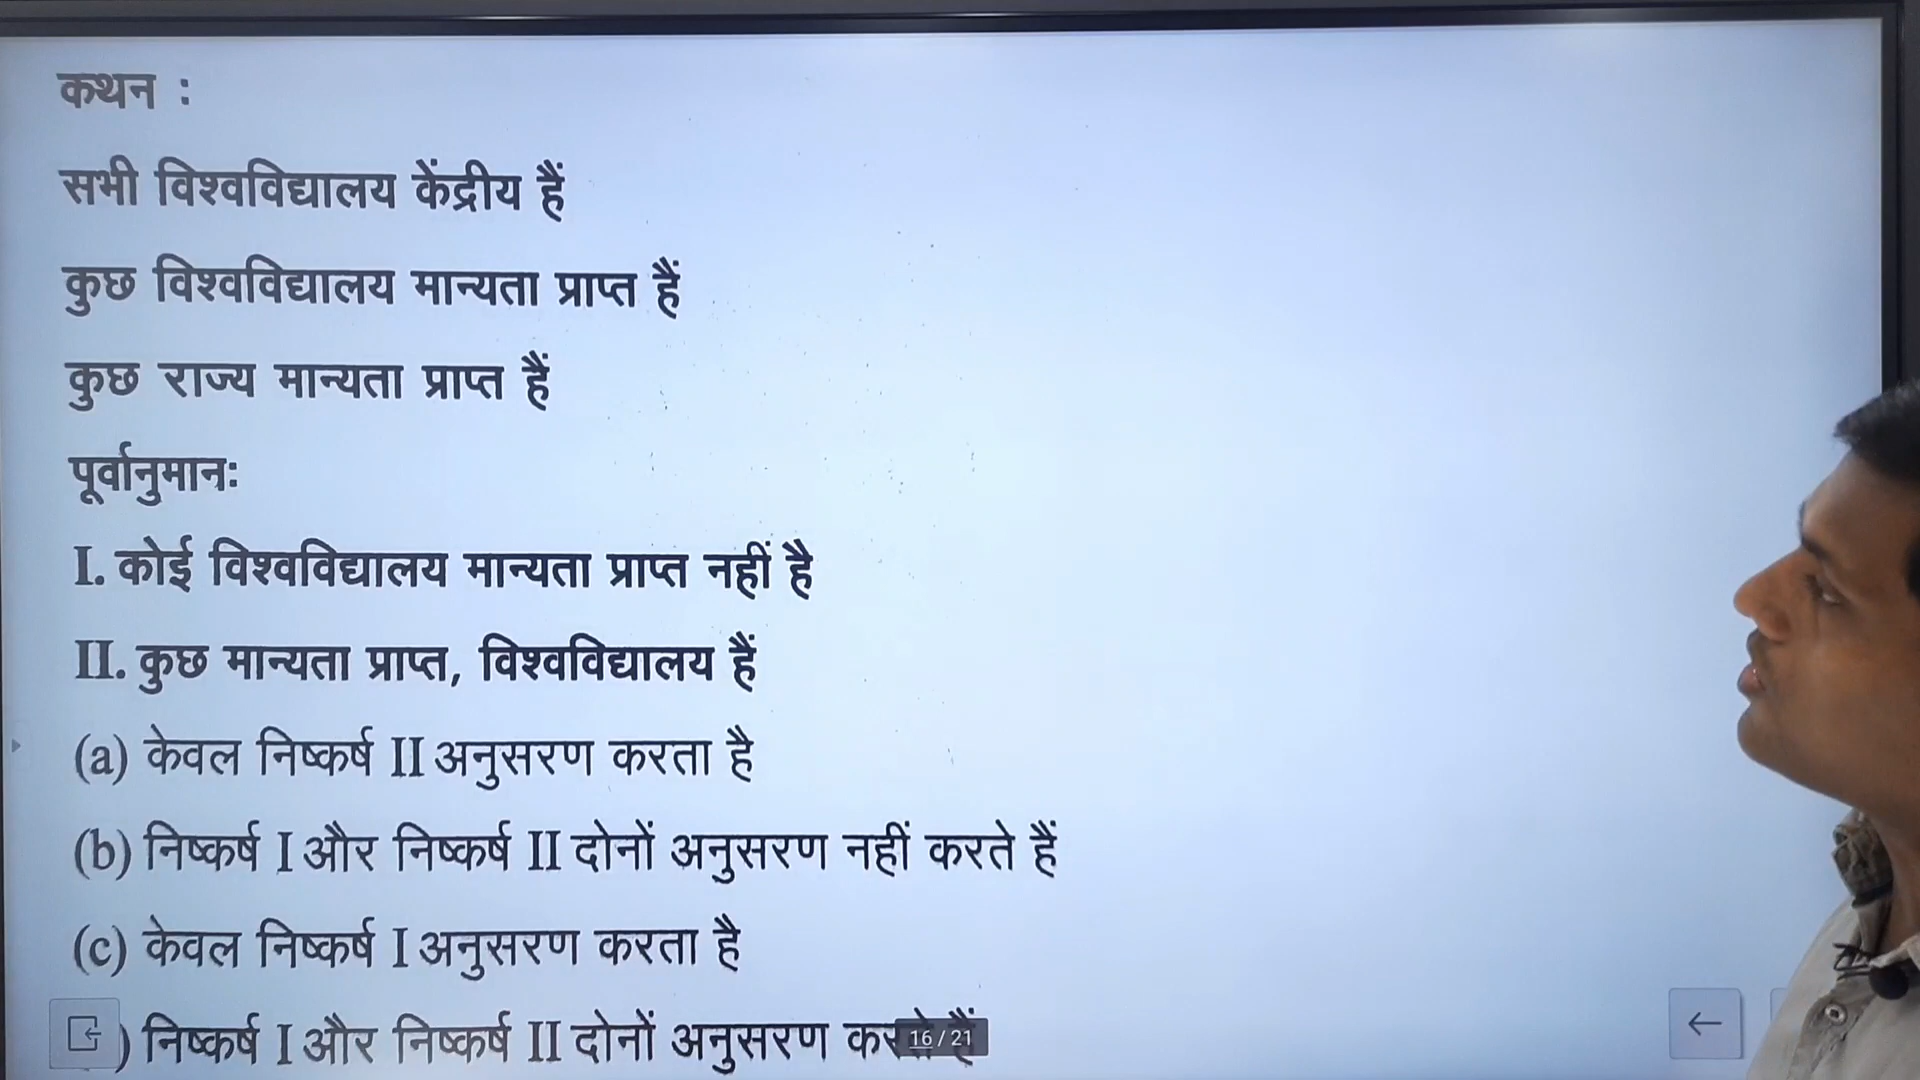 कथन :
सभी विश्वविद्यालय केंद्रीय हैं
कुछ विश्वविद्यालय मान्यता प्राप्त हैं
कुछ राज्य मान्यता प्राप्त हैं
पूर्वानुमानः
I. कोई विश्वविद्यालय मान्यता प्राप्त नहीं है
II. कुछ मान्यता प्राप्त, विश्वविद्यालय हैं
(a) केवल निष्कर्ष II अनुसरण करता है
(b) निष्कर्ष I और निष्कर्ष II दोनों अनुसरण नहीं करते हैं
(c) केवल निष्कर्ष I अनुसरण करता है
) निष्कर्ष I और निष्कर्ष II दोनों अनुसरण करते हैं
16 / 21